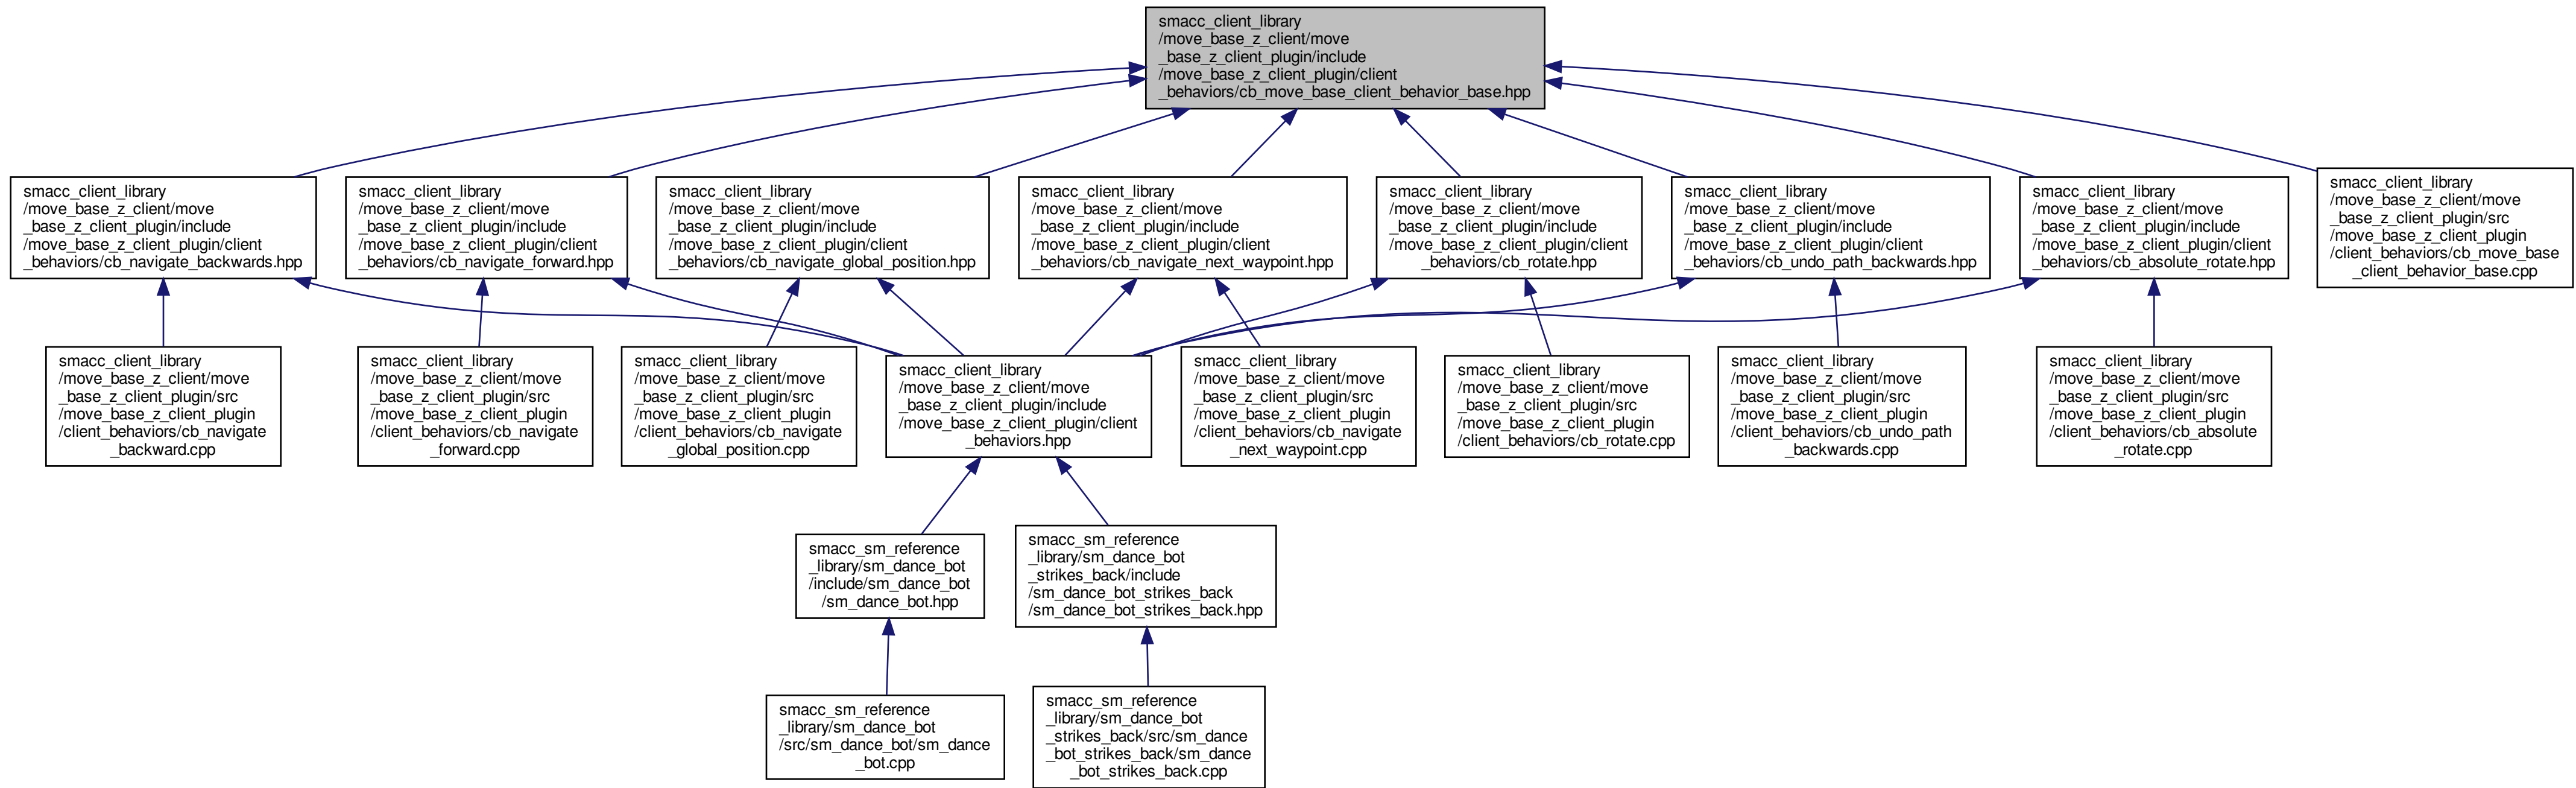 smacc_client_library
/move_base_z_client/move
_base_z_client_plugin/include
/move_base_z_client_plugin/client
_behaviors/cb_move_base_client_behavior_base.hpp
smacc_client_library
/move_base_z_client/move
_base_z_client_plugin/include
/move_base_z_client_plugin/client
_behaviors/cb_navigate_backwards.hpp
smacc_client_library
/move_base_z_client/move
_base_z_client_plugin/include
/move_base_z_client_plugin/client
_behaviors/cb_navigate_forward.hpp
smacc_client_library
/move_base_z_client/move
_base_z_client_plugin/include
/move_base_z_client_plugin/client
_behaviors/cb_navigate_global_position.hpp
smacc_client_library
/move_base_z_client/move
_base_z_client_plugin/include
/move_base_z_client_plugin/client
_behaviors/cb_navigate_next_waypoint.hpp
smacc_client_library
/move_base_z_client/move
_base_z_client_plugin/include
/move_base_z_client_plugin/client
_behaviors/cb_rotate.hpp
smacc_client_library
/move_base_z_client/move
_base_z_client_plugin/include
/move_base_z_client_plugin/client
_behaviors/cb_undo_path_backwards.hpp
smacc_client_library
/move_base_z_client/move
_base_z_client_plugin/include
/move_base_z_client_plugin/client
_behaviors/cb_absolute_rotate.hpp
smacc_client_library
/move_base_z_client/move
_base_z_client_plugin/src
/move_base_z_client_plugin
/client_behaviors/cb_move_base
_client_behavior_base.cpp
smacc_client_library
/move_base_z_client/move
_base_z_client_plugin/src
/move_base_z_client_plugin
/client_behaviors/cb_navigate
_backward.cpp
smacc_client_library
/move_base_z_client/move
_base_z_client_plugin/src
/move_base_z_client_plugin
/client_behaviors/cb_navigate
_forward.cpp
smacc_client_library
/move_base_z_client/move
_base_z_client_plugin/src
/move_base_z_client_plugin
/client_behaviors/cb_navigate
_global_position.cpp
smacc_client_library
/move_base_z_client/move
_base_z_client_plugin/include
/move_base_z_client_plugin/client
_behaviors.hpp
smacc_client_library
/move_base_z_client/move
_base_z_client_plugin/src
/move_base_z_client_plugin
/client_behaviors/cb_navigate
_next_waypoint.cpp
smacc_client_library
/move_base_z_client/move
_base_z_client_plugin/src
/move_base_z_client_plugin
/client_behaviors/cb_rotate.cpp
smacc_client_library
/move_base_z_client/move
_base_z_client_plugin/src
/move_base_z_client_plugin
/client_behaviors/cb_undo_path
_backwards.cpp
smacc_client_library
/move_base_z_client/move
_base_z_client_plugin/src
/move_base_z_client_plugin
/client_behaviors/cb_absolute
_rotate.cpp
smacc_sm_reference
_library/sm_dance_bot
/include/sm_dance_bot
/sm_dance_bot.hpp
smacc_sm_reference
_library/sm_dance_bot
_strikes_back/include
/sm_dance_bot_strikes_back
/sm_dance_bot_strikes_back.hpp
smacc_sm_reference
_library/sm_dance_bot
/src/sm_dance_bot/sm_dance
_bot.cpp
smacc_sm_reference
_library/sm_dance_bot
_strikes_back/src/sm_dance
_bot_strikes_back/sm_dance
_bot_strikes_back.cpp